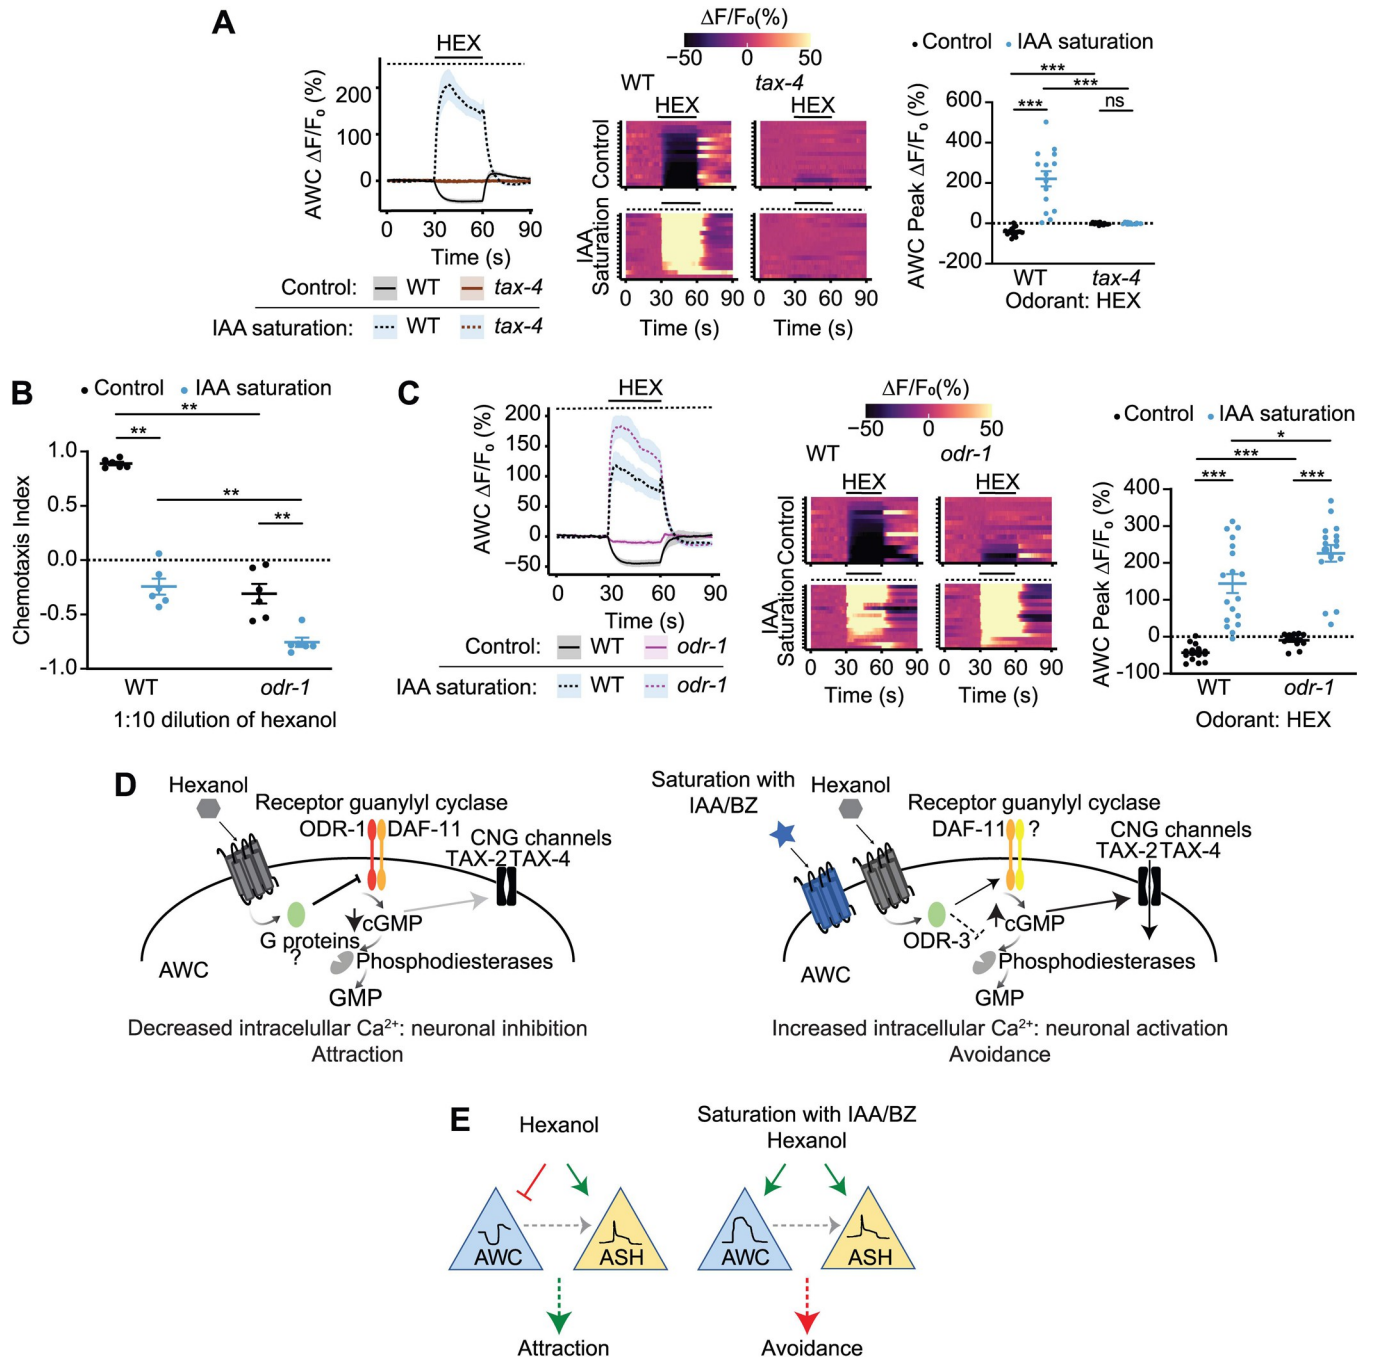 A
HEX
AWC ΔF/F₀ (%)
200
100
0
0 30 60 90
Time (s)
Control: WT tax-4
IAA saturation: WT tax-4
ΔF/F₀(%)
−50 0 50
WT tax-4
HEX HEX
Control
IAA
Saturation
0 30 60 90 0 30 60 90
Time (s) Time (s)
Control IAA saturation
*** 
***
*** ns
AWC Peak ΔF/F₀ (%)
600
400
200
0
-200
WT tax-4
Odorant: HEX
B
Control IAA saturation
**
**
**
**
Chemotaxis Index
1.0
0.5
0.0
-0.5
-1.0
WT odr-1
1:10 dilution of hexanol
C
HEX
AWC ΔF/F₀ (%)
200
150
100
50
0
−50
0 30 60 90
Time (s)
Control: WT odr-1
IAA saturation: WT odr-1
ΔF/F₀(%)
−50 0 50
WT odr-1
HEX HEX
Control
IAA
Saturation
0 30 60 90 0 30 60 90
Time (s) Time (s)
Control IAA saturation
*
***
*** ***
AWC Peak ΔF/F₀ (%)
400
300
200
100
0
-100
WT odr-1
Odorant: HEX
D
Hexanol
Receptor guanylyl cyclase
ODR-1 DAF-11
CNG channels
TAX-2 TAX-4
cGMP
G proteins
?
Phosphodiesterases
AWC
GMP
Decreased intracelullar Ca²⁺: neuronal inhibition
Attraction
Saturation with
IAA/BZ
Hexanol
Receptor guanylyl cyclase
DAF-11 ?
CNG channels
TAX-2 TAX-4
cGMP
ODR-3
Phosphodiesterases
AWC
GMP
Increased intracellular Ca²⁺: neuronal activation
Avoidance
E
Hexanol
AWC ASH
Attraction
Saturation with IAA/BZ
Hexanol
AWC ASH
Avoidance